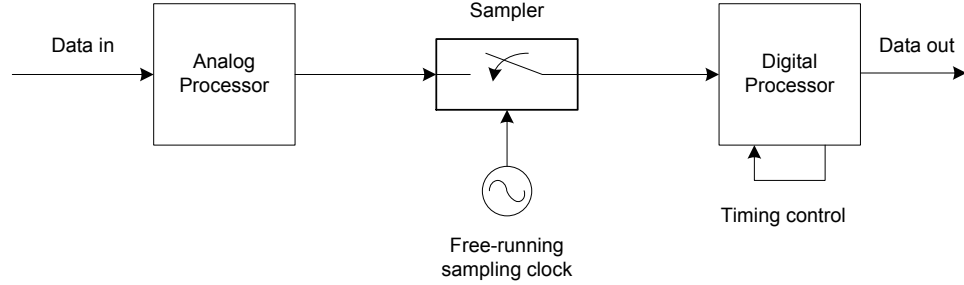 Sampler
Data in
Analog
Processor
Digital
Processor
Data out
Timing control
Free-running
sampling clock